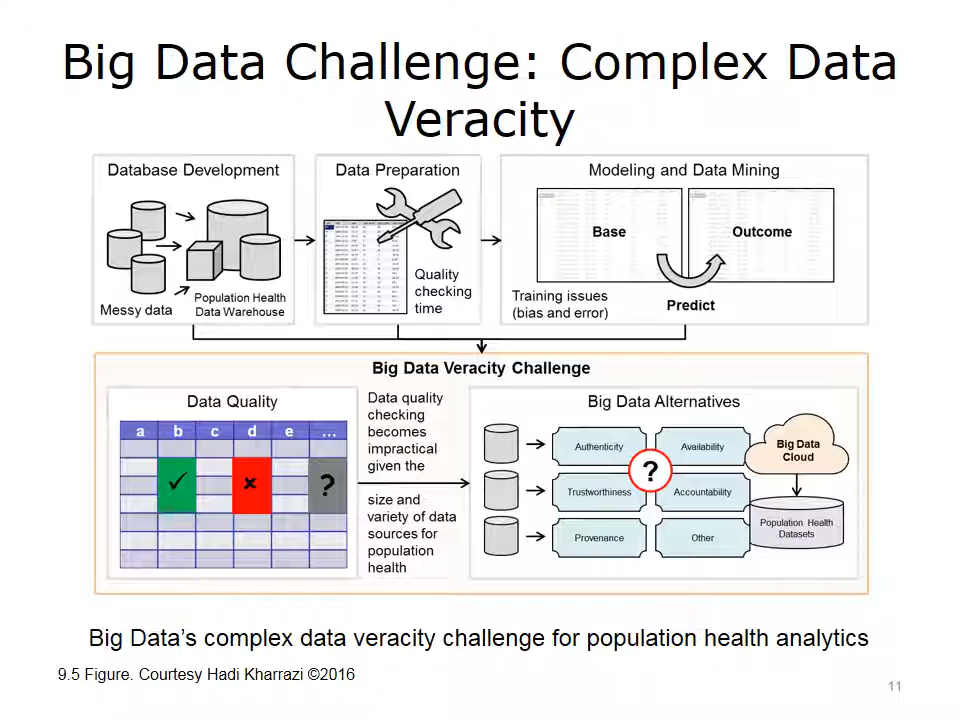 Big Data Challenge: Complex Data
Veracity
Database Development
Messy data
Population Health
Data Warehouse
Data Preparation
Quality
checking
time
Modeling and Data Mining
Base
Outcome
Training issues
(bias and error)
Predict
Big Data Veracity Challenge
Data Quality
a b c d e ...
✓ ✘ ?
Data quality
checking
becomes
impractical
given the
size and
variety of data
sources for
population
health
Big Data Alternatives
Authenticity
Availability
?
Trustworthiness
Accountability
Provenance
Other
Big Data
Cloud
Population Health
Datasets
Big Data’s complex data veracity challenge for population health analytics
9.5 Figure. Courtesy Hadi Kharrazi ©2016
11